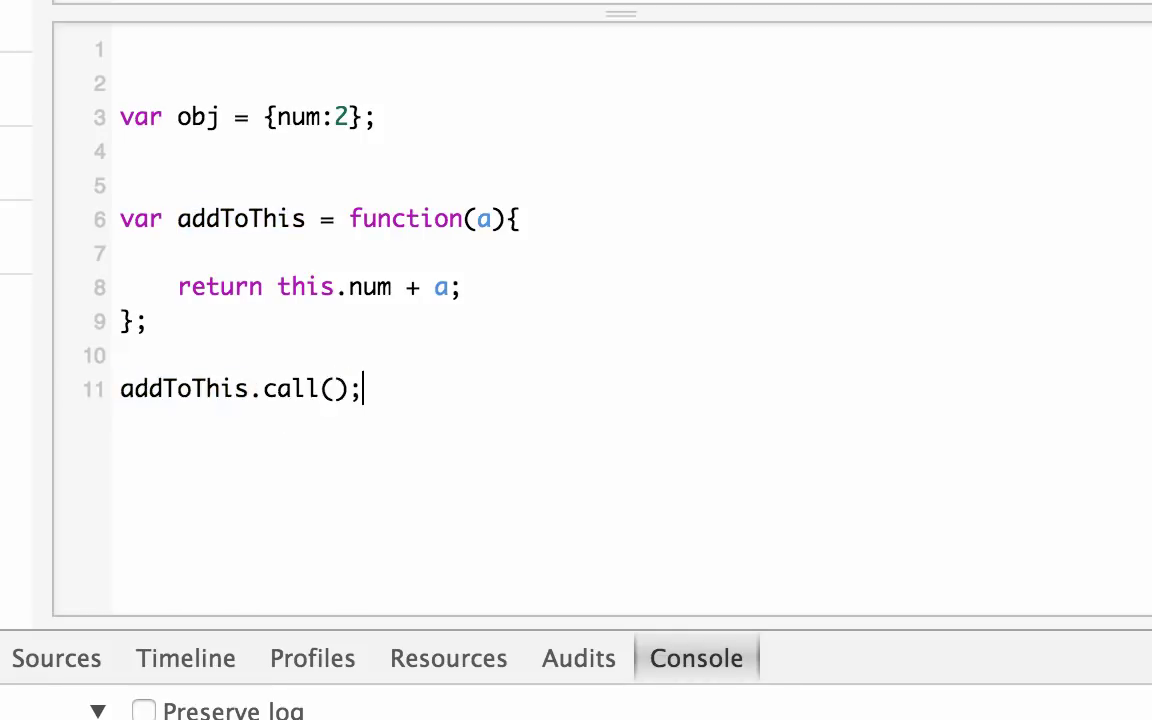 1
2
3 var obj = {num:2};
4
5
6 var addToThis = function(a){
7
8 return this.num + a;
9 };
10
11 addToThis.call();
Sources Timeline Profiles Resources Audits Console
▼ Preserve log